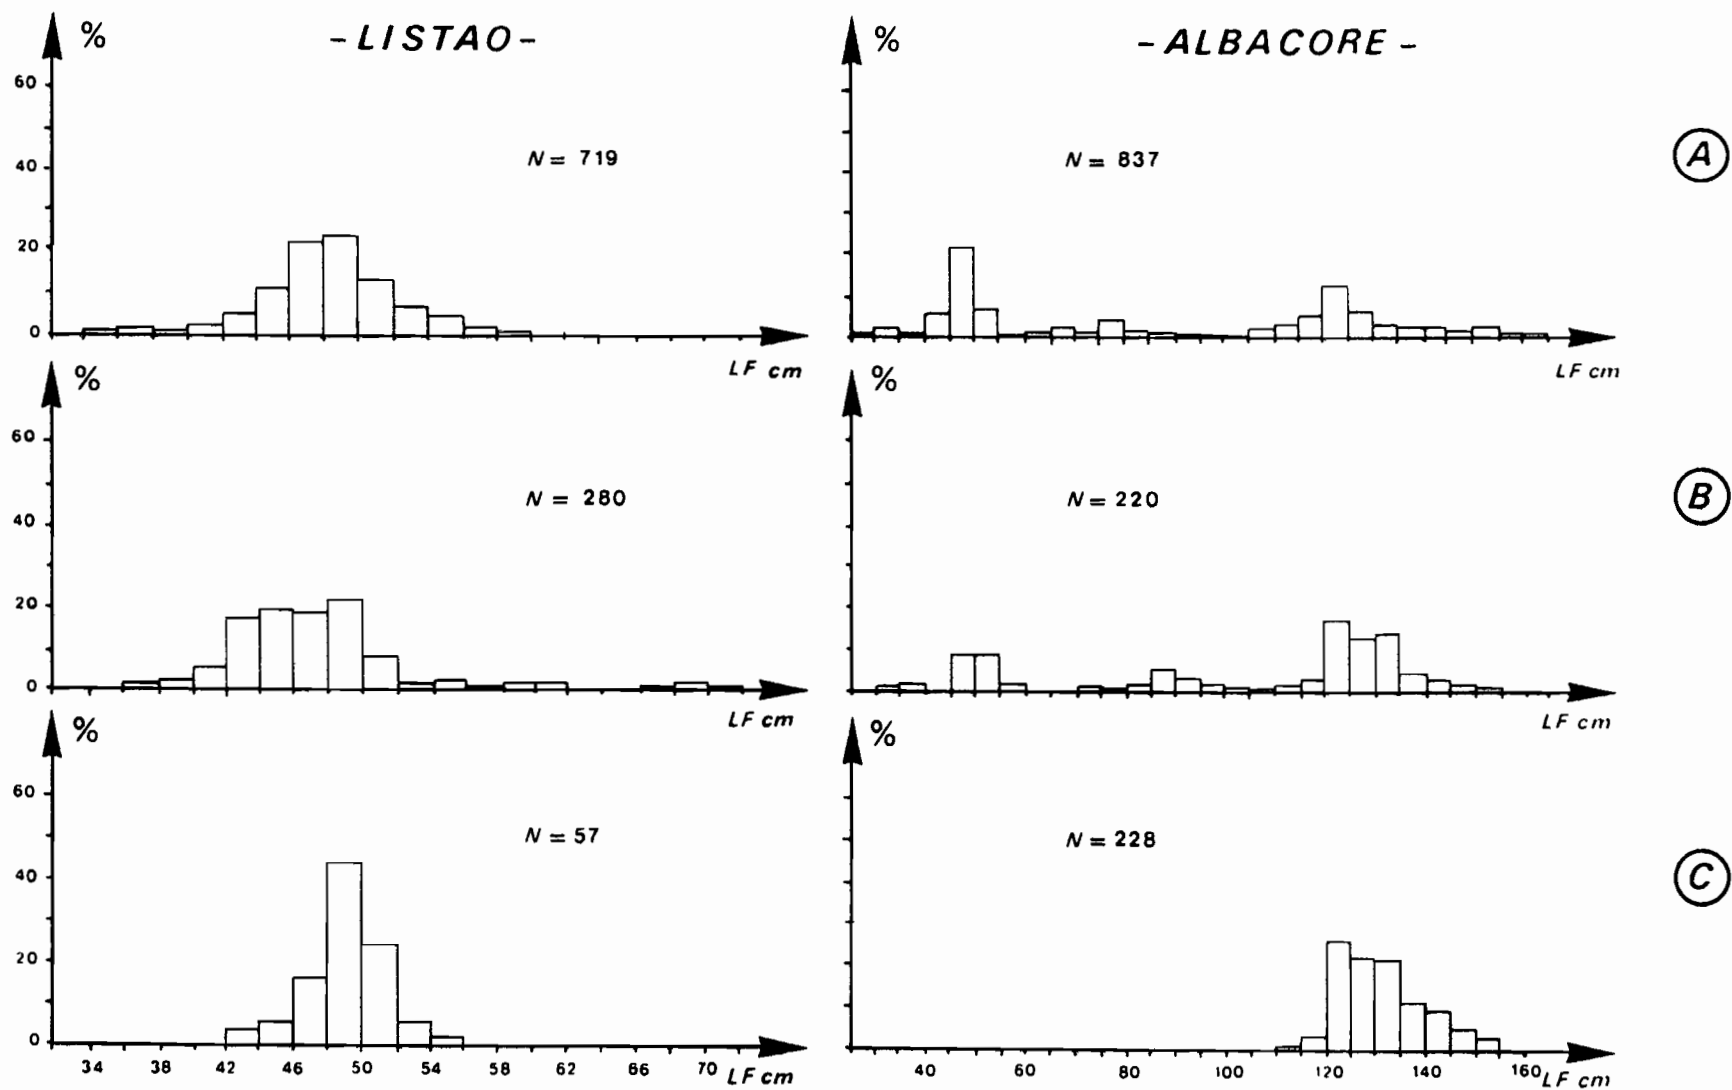 -LISTAO-
%
60
40
20
0
N = 719
LF cm
-ALBACORE-
%
N = 837
LF cm
A
%
60
40
20
0
N = 280
LF cm
%
N = 220
LF cm
B
%
60
40
20
0
N = 57
34 38 42 46 50 54 58 62 66 70
LF cm
%
N = 228
40 60 80 100 120 140 160
LF cm
C